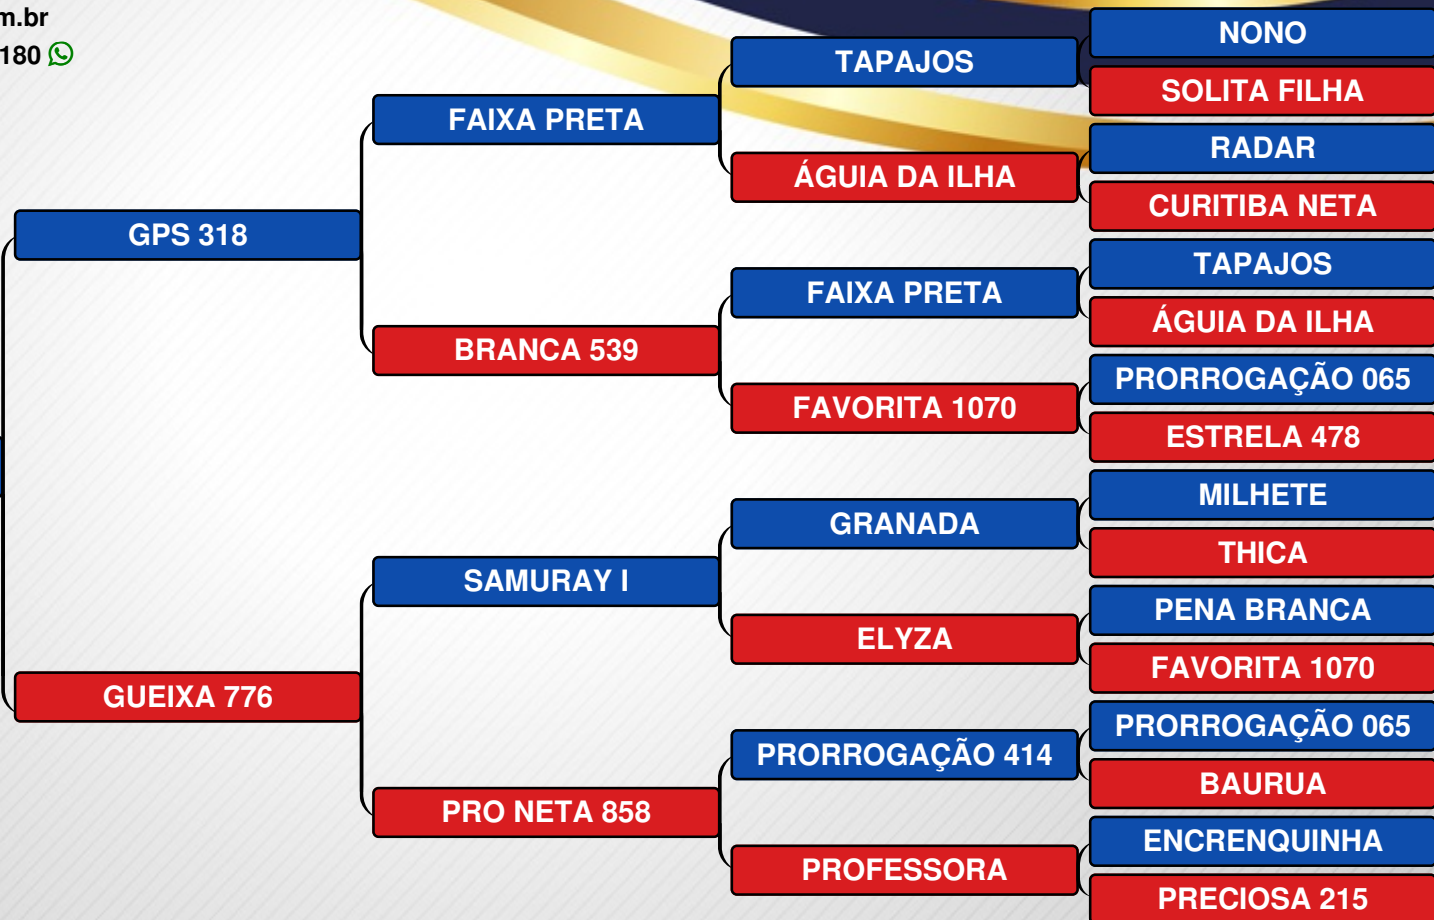 m.br
180
NONO
TAPAJOS
SOLITA FILHA
FAIXA PRETA
RADAR
ÁGUIA DA ILHA
CURITIBA NETA
GPS 318
TAPAJOS
FAIXA PRETA
ÁGUIA DA ILHA
BRANCA 539
PRORROGAÇÃO 065
FAVORITA 1070
ESTRELA 478
MILHETE
GRANADA
THICA
SAMURAY I
PENA BRANCA
ELYZA
FAVORITA 1070
GUEIXA 776
PRORROGAÇÃO 065
PRORROGAÇÃO 414
BAURUA
PRO NETA 858
ENCRENQUINHA
PROFESSORA
PRECIOSA 215